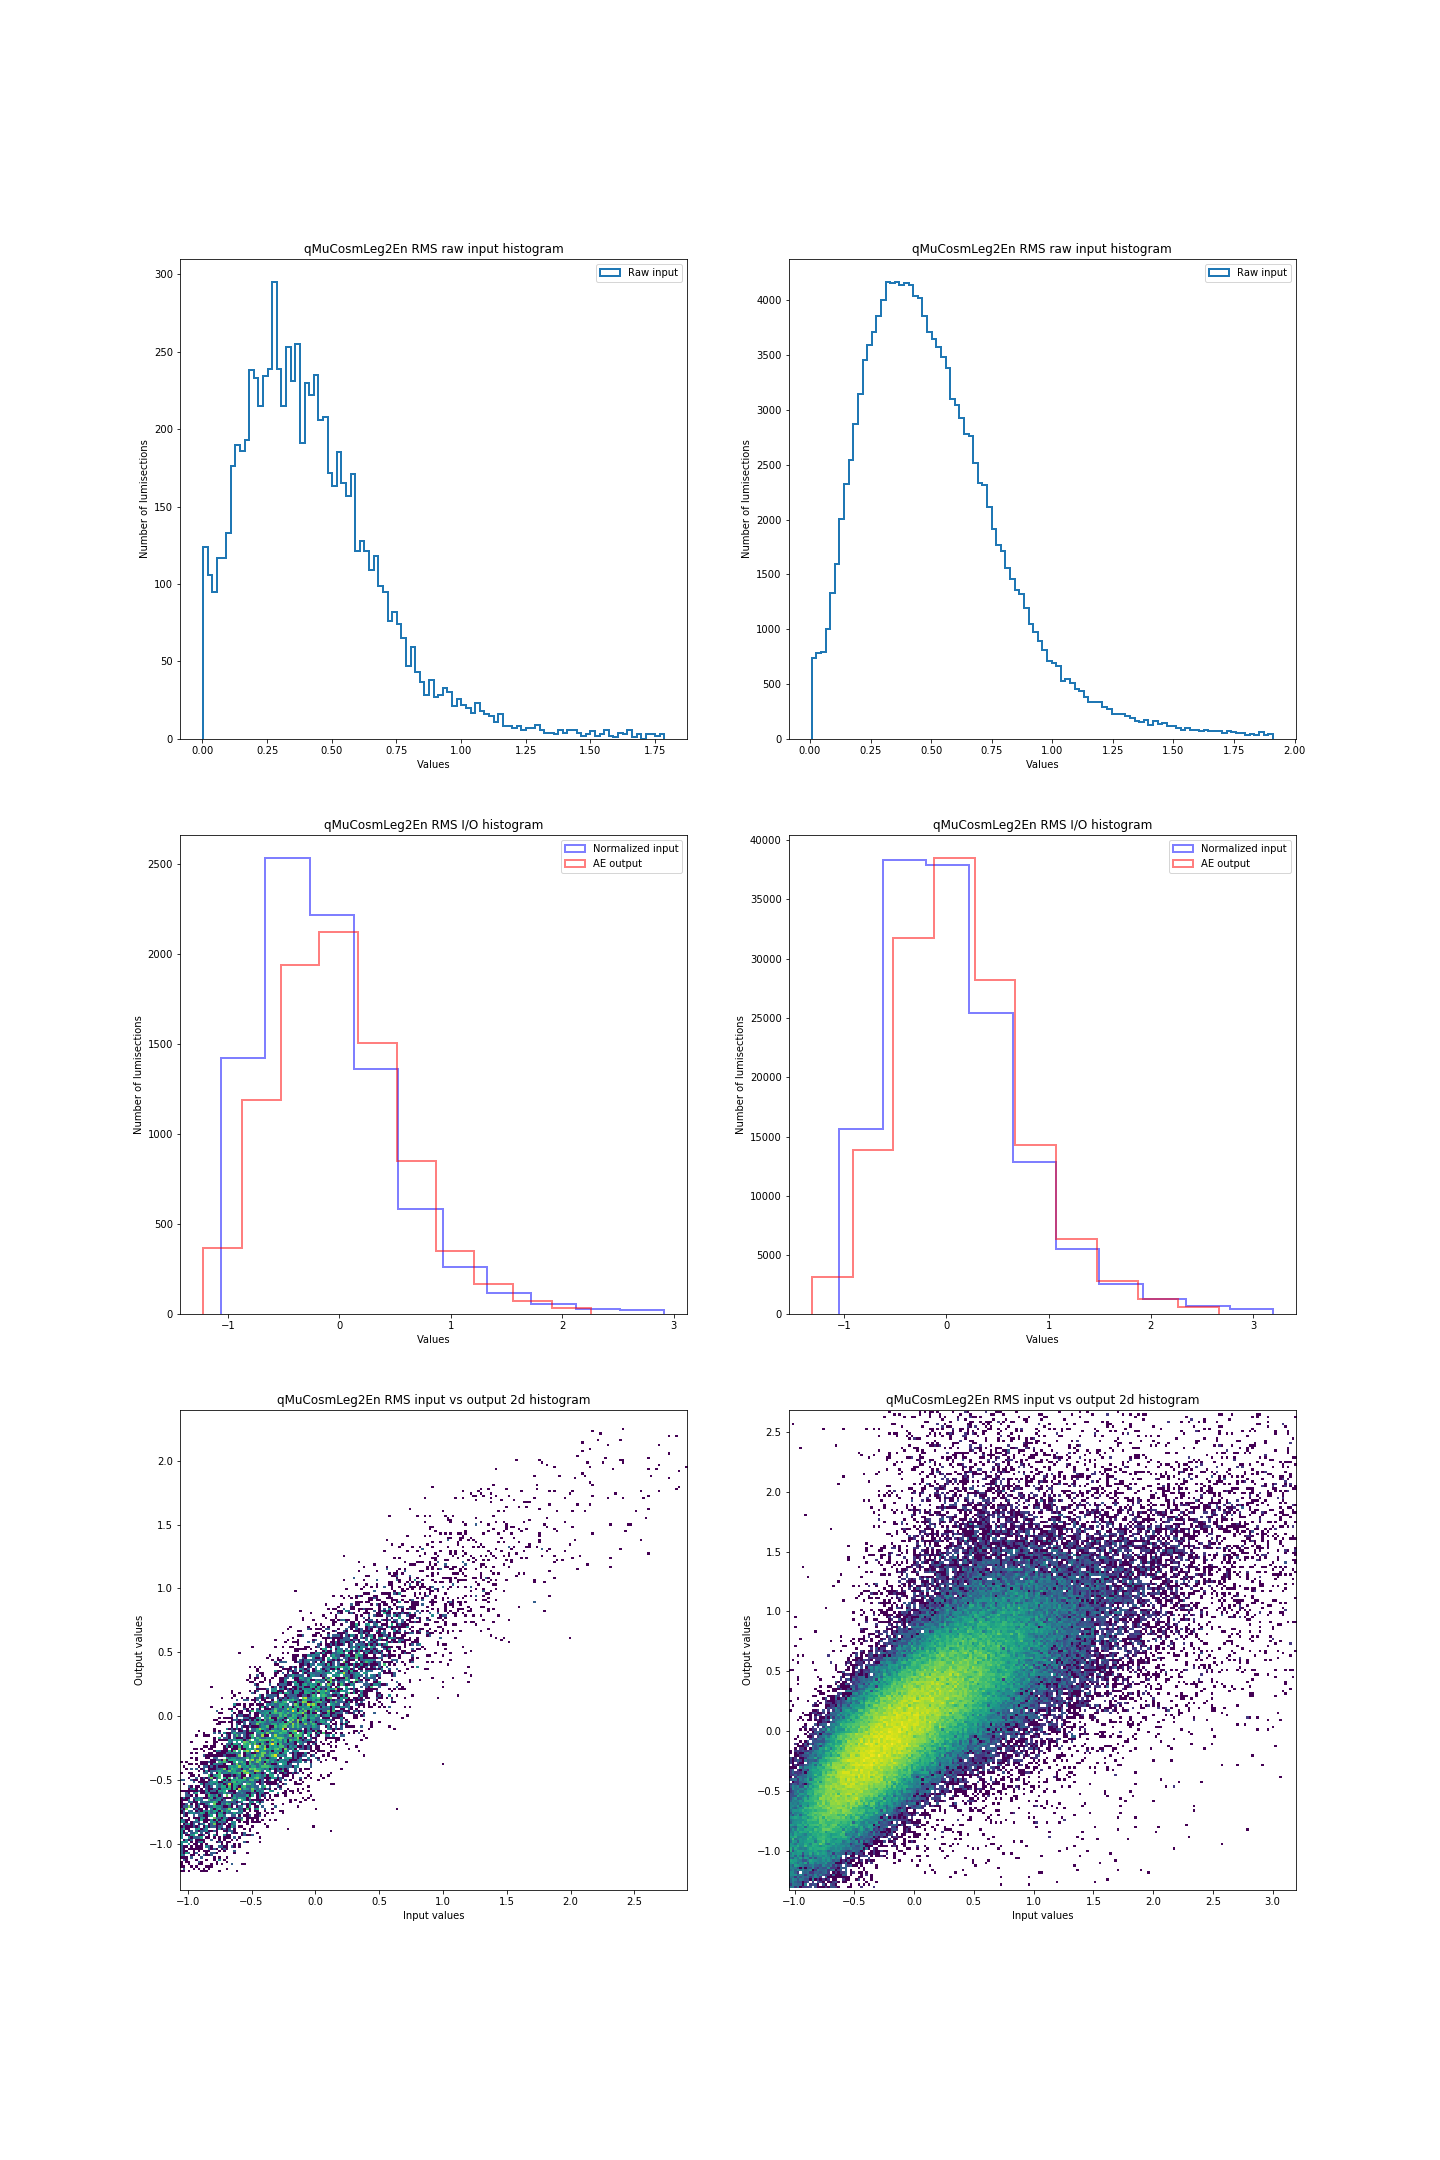 qMuCosmLeg2En RMS raw input histogram
Raw input
Number of lumisections
300
250
200
150
100
50
0
0.00 0.25 0.50 0.75 1.00 1.25 1.50 1.75
Values
qMuCosmLeg2En RMS raw input histogram
Raw input
Number of lumisections
4000
3500
3000
2500
2000
1500
1000
500
0
0.00 0.25 0.50 0.75 1.00 1.25 1.50 1.75 2.00
Values
qMuCosmLeg2En RMS I/O histogram
Normalized input
AE output
Number of lumisections
2500
2000
1500
1000
500
0
−1 0 1 2 3
Values
qMuCosmLeg2En RMS I/O histogram
Normalized input
AE output
Number of lumisections
40000
35000
30000
25000
20000
15000
10000
5000
0
−1 0 1 2 3
Values
qMuCosmLeg2En RMS input vs output 2d histogram
Output values
2.0
1.5
1.0
0.5
0.0
−0.5
−1.0
−1.0 −0.5 0.0 0.5 1.0 1.5 2.0 2.5
Input values
qMuCosmLeg2En RMS input vs output 2d histogram
Output values
2.5
2.0
1.5
1.0
0.5
0.0
−0.5
−1.0
−1.0 −0.5 0.0 0.5 1.0 1.5 2.0 2.5 3.0
Input values